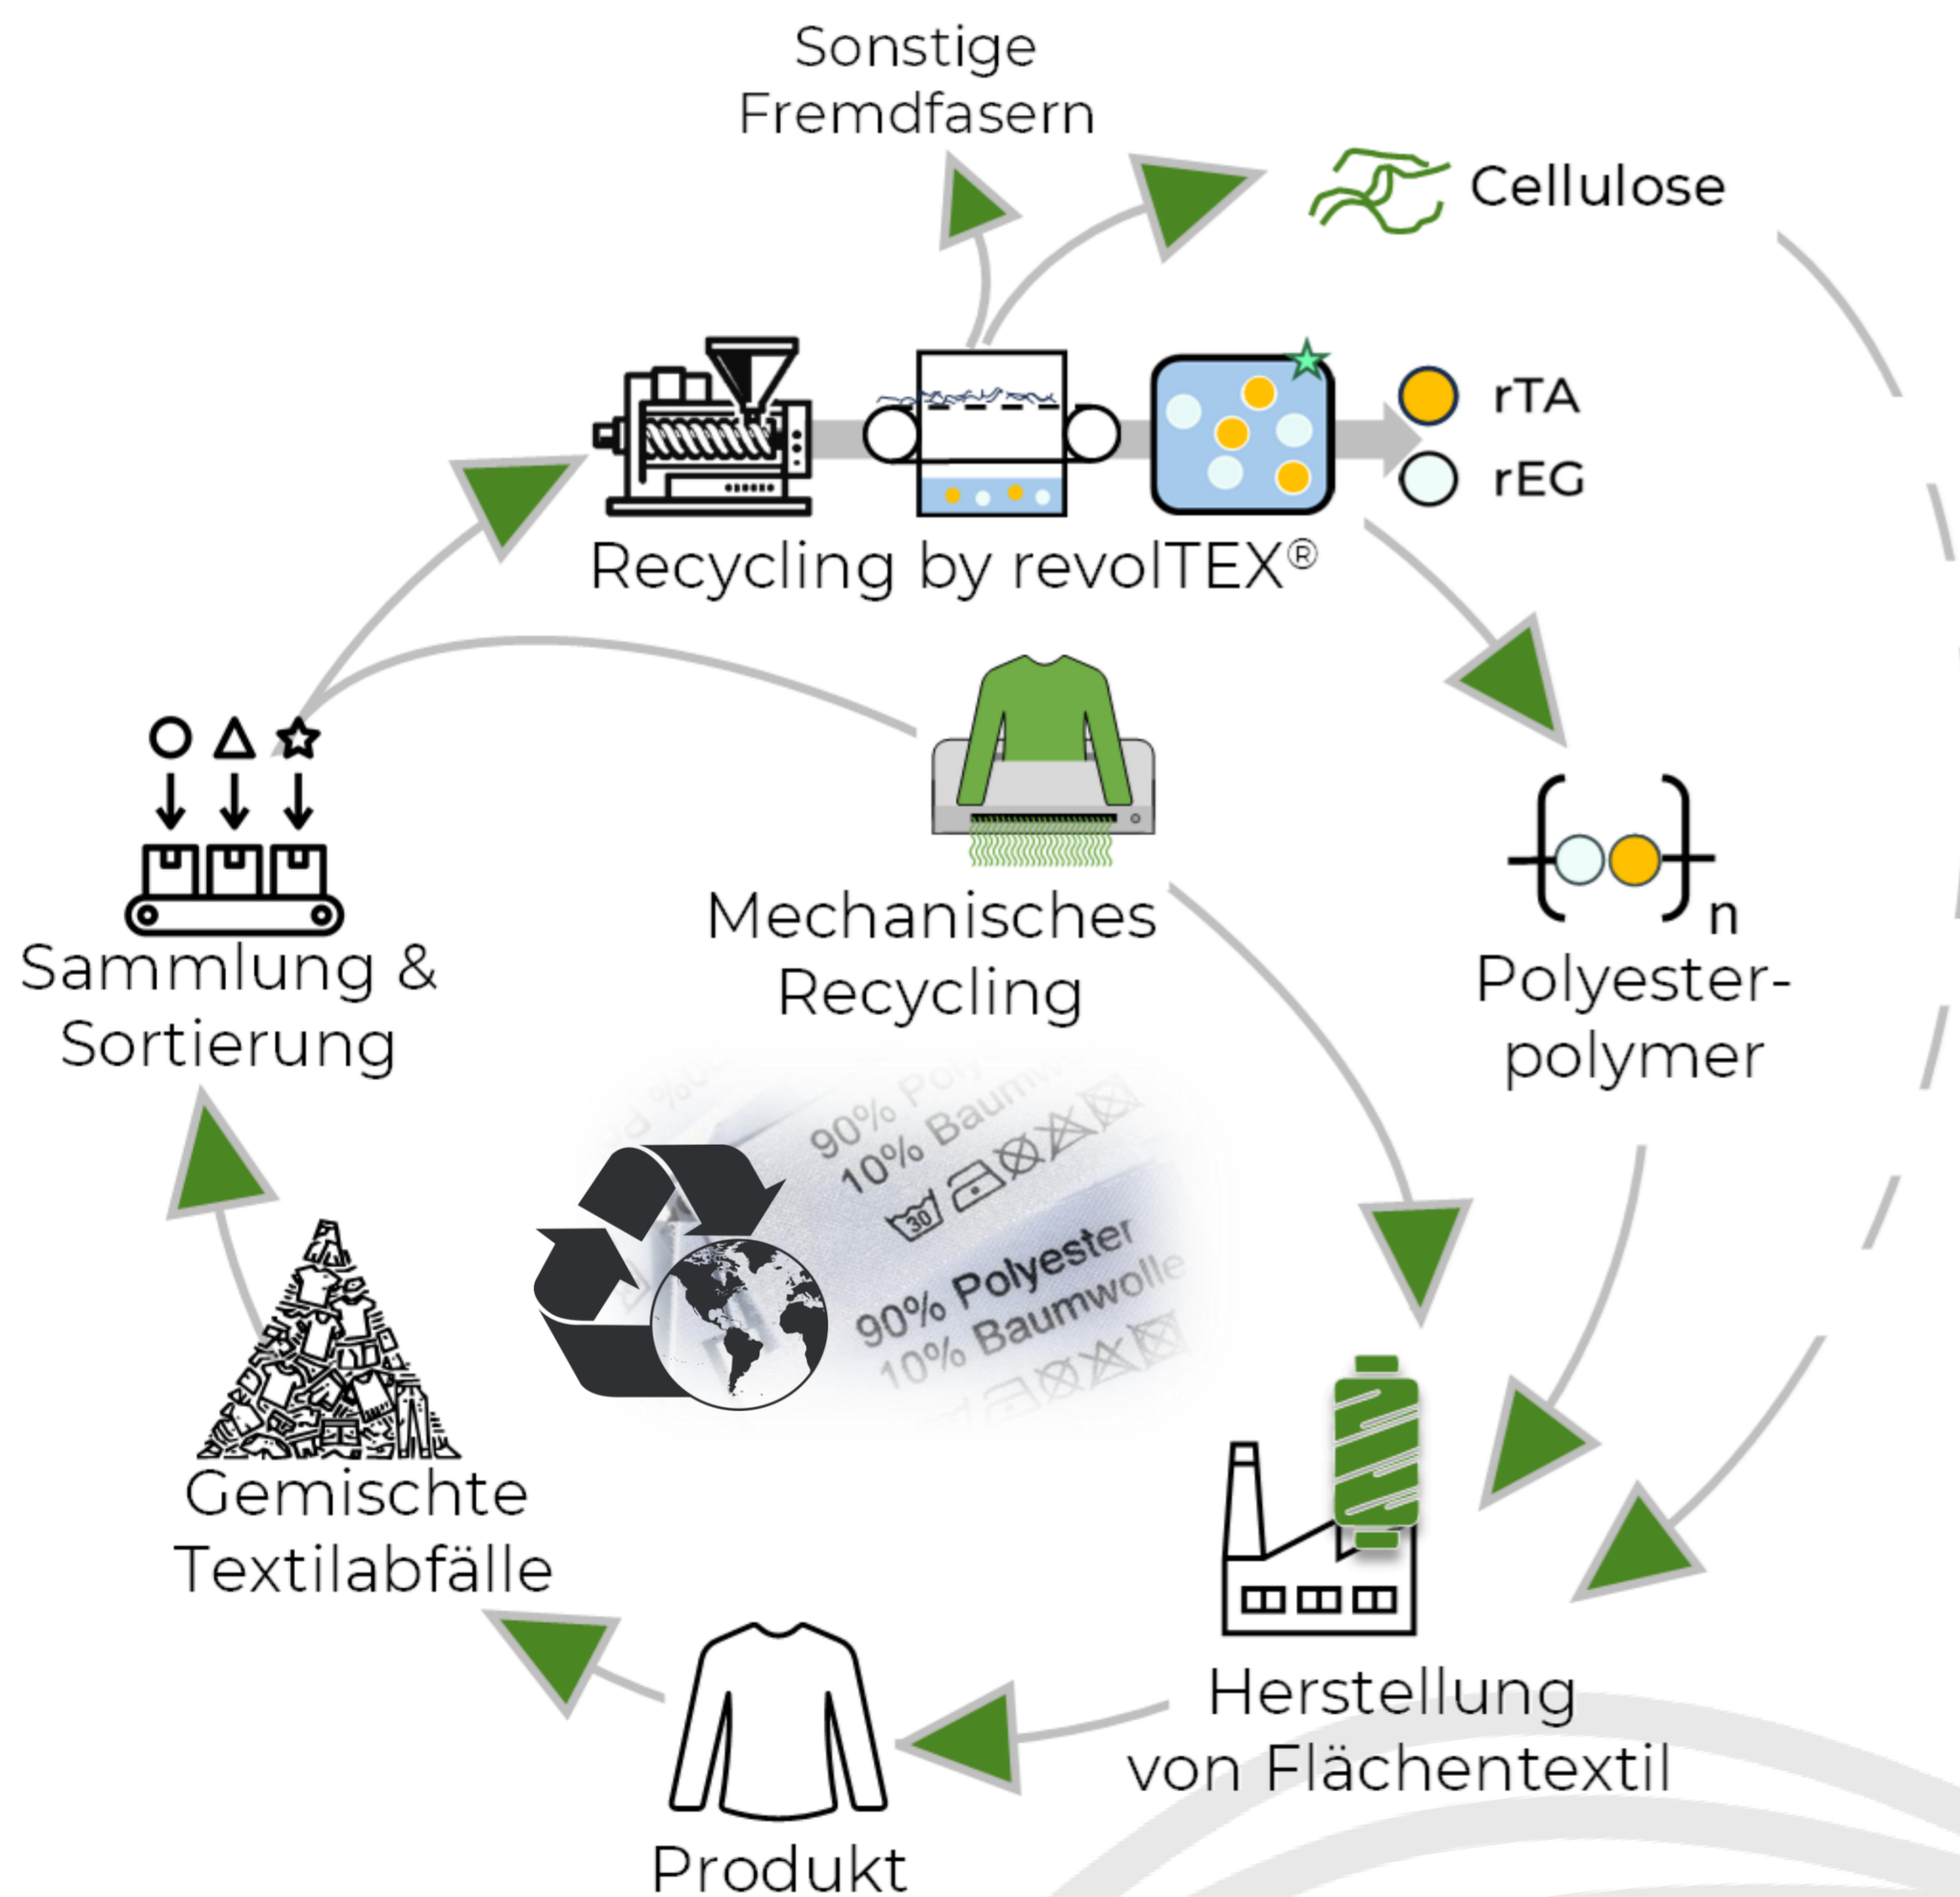 Sonstige
Fremdfasern
Cellulose
rTA
rEG
Recycling by revolTEX®
Sammlung &
Sortierung
Mechanisches
Recycling
n
Polyester-
polymer
90% Poly
10% Baumw
30
90% Polyester
10% Baumwolle
Gemischte
Textilabfälle
Herstellung
von Flächentextil
Produkt